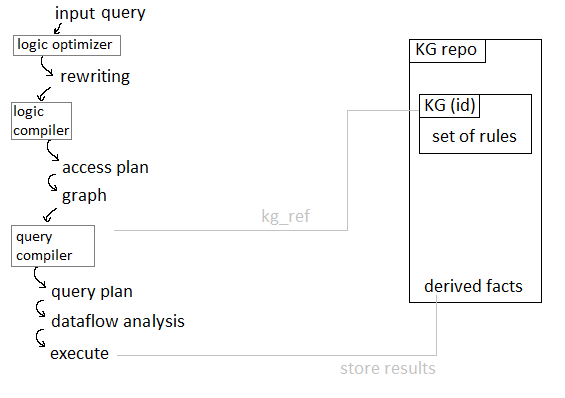 input query
logic optimizer
rewriting
logic
compiler
access plan
graph
query
compiler
query plan
dataflow analysis
execute
kg_ref
store results
KG repo
KG (id)
set of rules
derived facts